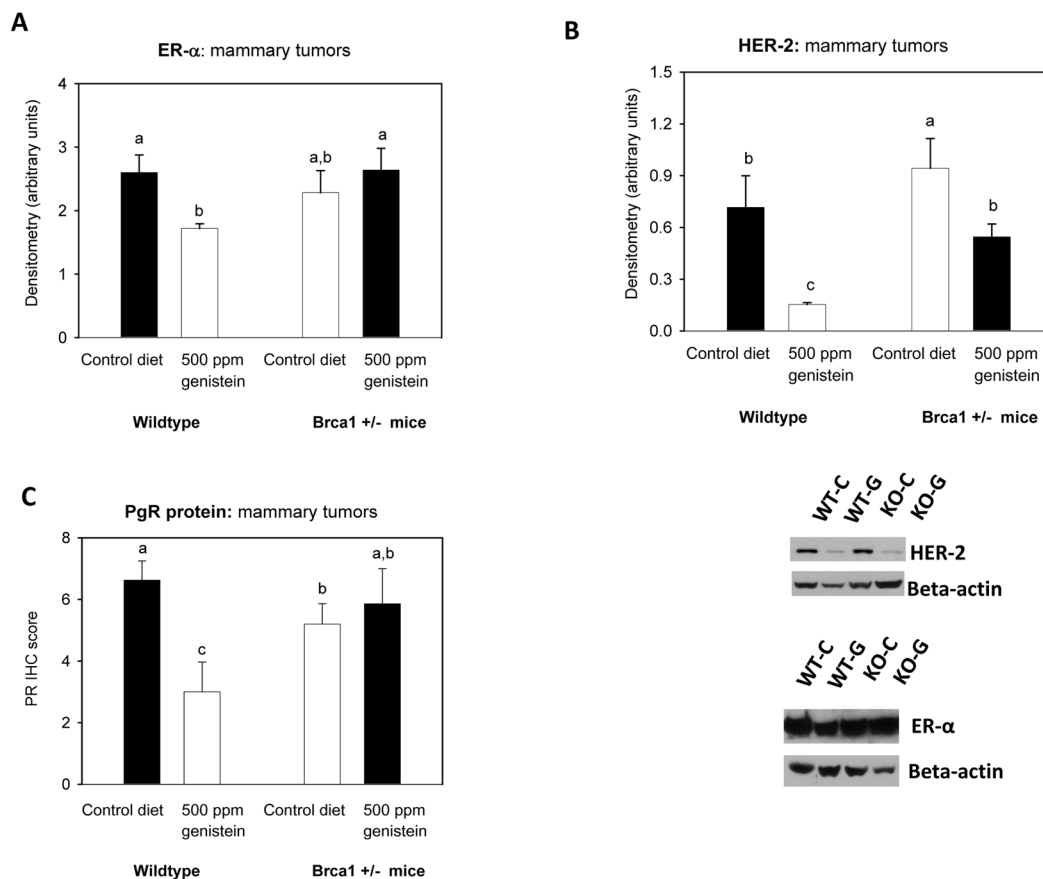 A
ER-α: mammary tumors
Densitometry (arbitrary units)
4
3
2
1
0
a
b
a,b
a
Control diet
500 ppm
genistein
Control diet
500 ppm
genistein
Wildtype
Brca1 +/- mice
B
HER-2: mammary tumors
Densitometry (arbitrary units)
1.5
1.2
0.9
0.6
0.3
0.0
b
c
a
b
Control diet
500 ppm
genistein
Control diet
500 ppm
genistein
Wildtype
Brca1 +/- mice
C
PgR protein: mammary tumors
PR IHC score
8
6
4
2
0
a
c
b
a,b
Control diet
500 ppm
genistein
Control diet
500 ppm
genistein
Wildtype
Brca1 +/- mice
WT-C
WT-G
KO-C
KO-G
HER-2
Beta-actin
WT-C
WT-G
KO-C
KO-G
ER-α
Beta-actin